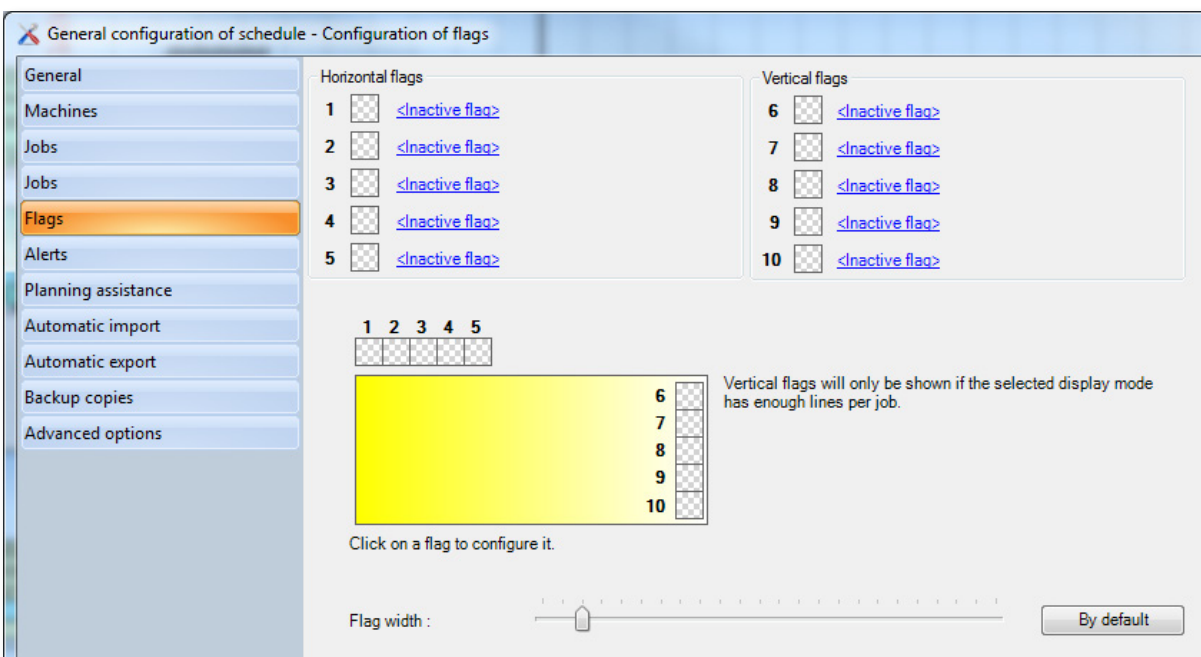 General configuration of schedule - Configuration of flags
General
Machines
Jobs
Jobs
Flags
Alerts
Planning assistance
Automatic import
Automatic export
Backup copies
Advanced options
Horizontal flags
1 <Inactive flag>
2 <Inactive flag>
3 <Inactive flag>
4 <Inactive flag>
5 <Inactive flag>
Vertical flags
6 <Inactive flag>
7 <Inactive flag>
8 <Inactive flag>
9 <Inactive flag>
10 <Inactive flag>
1 2 3 4 5
6
7
8
9
10
Vertical flags will only be shown if the selected display mode
has enough lines per job.
Click on a flag to configure it.
Flag width :
By default